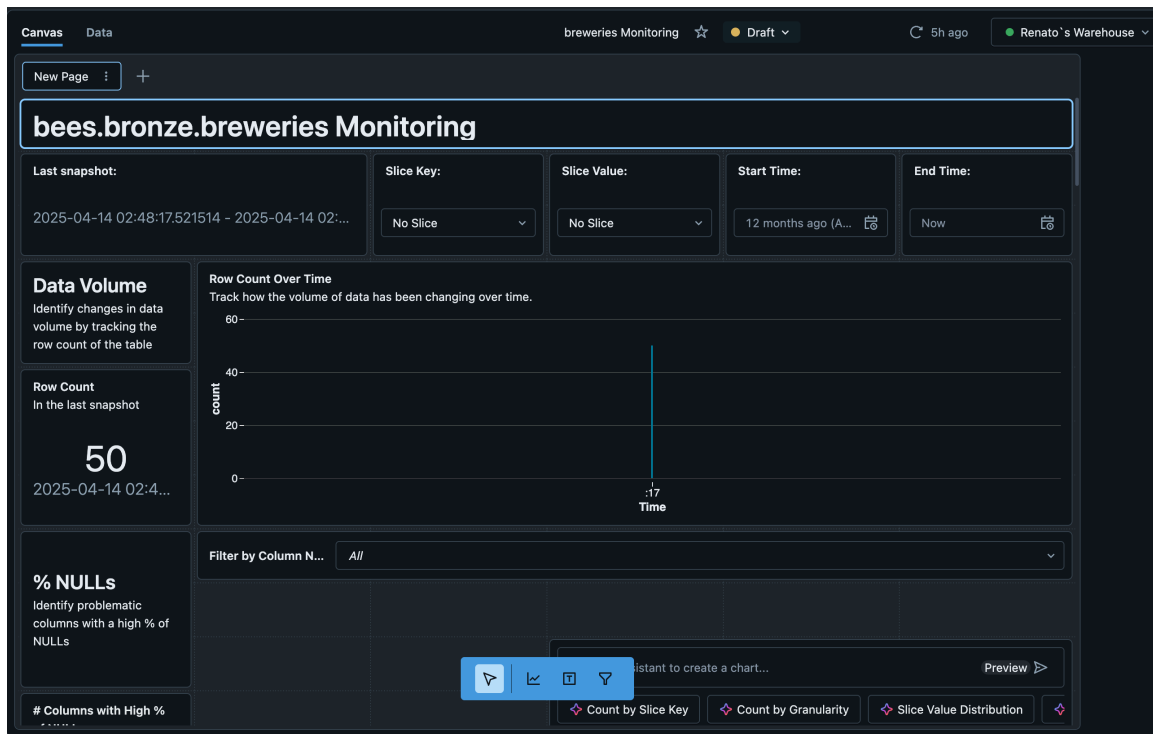 Canvas
Data
breweries Monitoring
Draft
5h ago
Renato`s Warehouse
New Page
bees.bronze.breweries Monitoring
Last snapshot:
2025-04-14 02:48:17.521514 - 2025-04-14 02:...
Slice Key:
No Slice
Slice Value:
No Slice
Start Time:
12 months ago (A...
End Time:
Now
Data Volume
Identify changes in data
volume by tracking the
row count of the table
Row Count
In the last snapshot
50
2025-04-14 02:4...
Row Count Over Time
Track how the volume of data has been changing over time.
60
40
20
0
count
:17
Time
% NULLs
Identify problematic
columns with a high % of
NULLs
Filter by Column N...
All
to create a chart...
Preview
Count by Slice Key
Count by Granularity
Slice Value Distribution
# Columns with High %